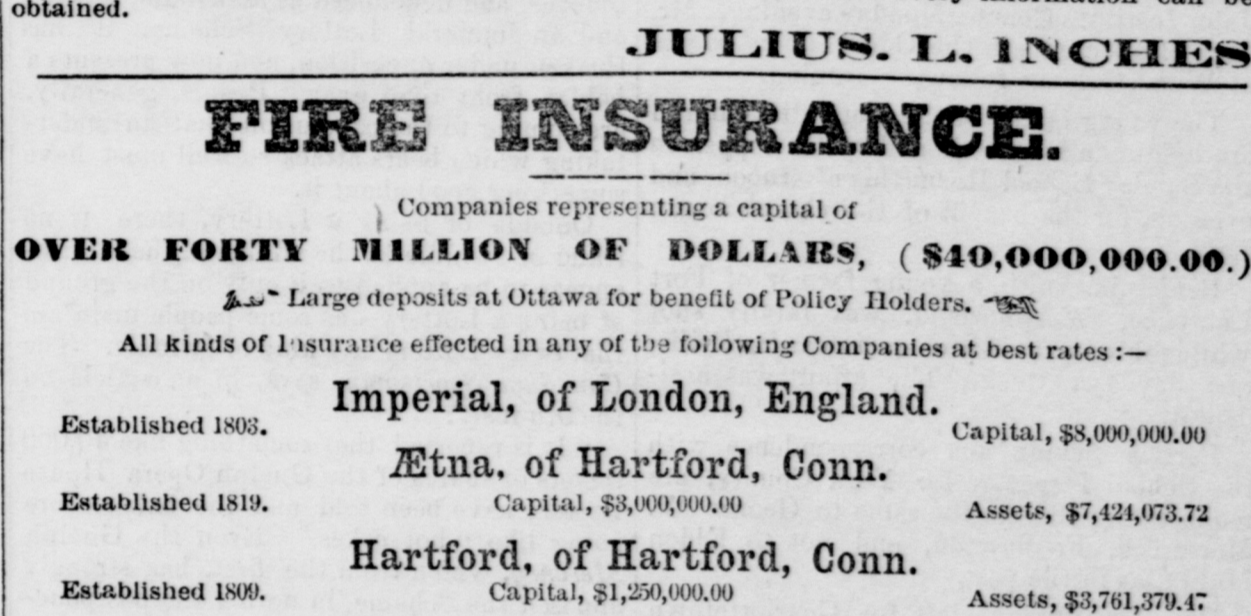 obtained.
JULIUS. L. INCHES
FIRE INSURANCE.
Companies representing a capital of
OVER FORTY MILLION OF DOLLARS, ( $40,000,000.00.)
Large deposits at Ottawa for benefit of Policy Holders.
All kinds of Insurance effected in any of the following Companies at best rates :—
Imperial, of London, England.
Established 1803. Capital, $8,000,000.00
Ætna, of Hartford, Conn.
Established 1819. Capital, $3,000,000.00 Assets, $7,424,073.72
Hartford, of Hartford, Conn.
Established 1809. Capital, $1,250,000.00 Assets, $3,761,379.47